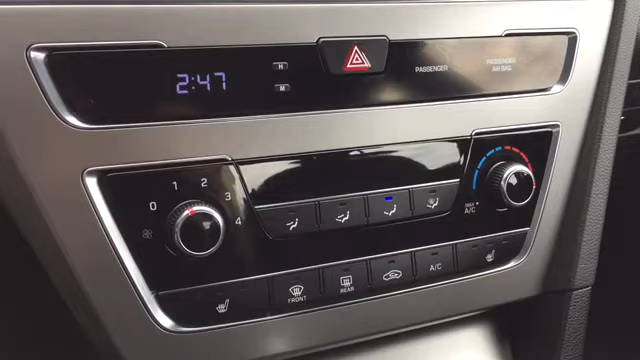 2:47
H
M
PASSENGER
PASSENGER
AIR BAG
0 1 2 3 4
MAX
A/C
FRONT
REAR
A/C